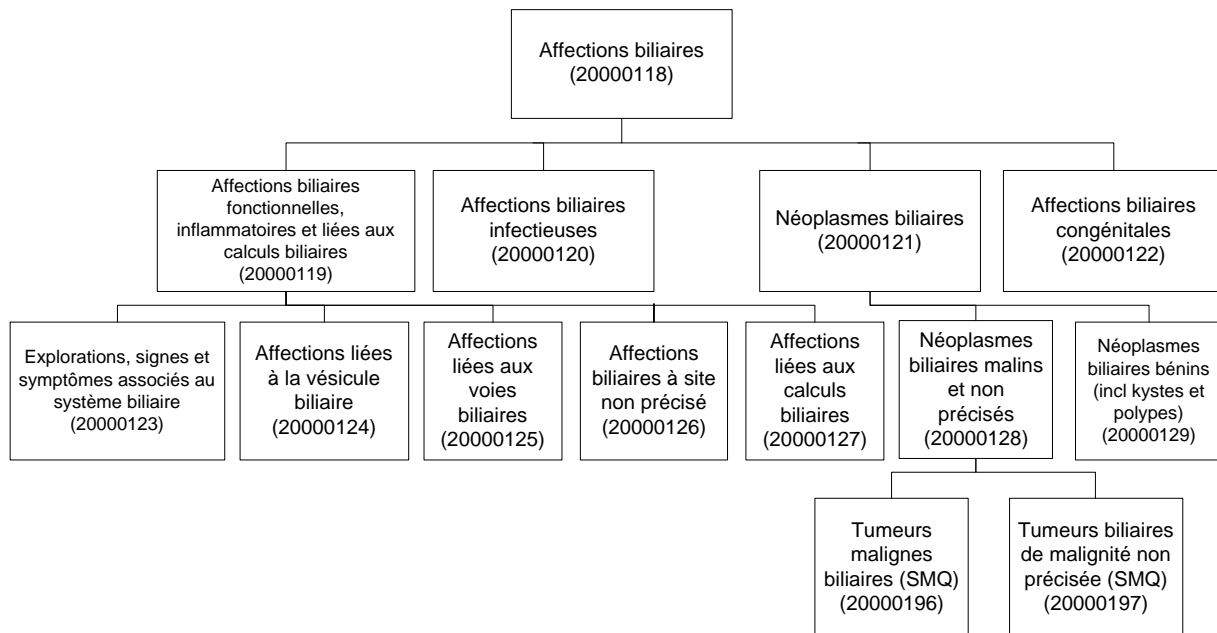 Affections biliaires
(20000118)
Affections biliaires
fonctionnelles,
inflammatoires et liées aux
calculs biliaires
(20000119)
Affections biliaires
infectieuses
(20000120)
Néoplasmes biliaires
(20000121)
Affections biliaires
congénitales
(20000122)
Explorations, signes et
symptômes associés au
système biliaire
(20000123)
Affections liées
à la vésicule
biliaire
(20000124)
Affections
liées aux
voies
biliaires
(20000125)
Affections
biliaires à site
non précisé
(20000126)
Affections
liées aux
calculs
biliaires
(20000127)
Néoplasmes
biliaires malins
et non
précisés
(20000128)
Néoplasmes
biliaires bénins
(incl kystes et
polypes)
(20000129)
Tumeurs
malignes
biliaires (SMQ)
(20000196)
Tumeurs biliaires
de malignité non
précisée (SMQ)
(20000197)